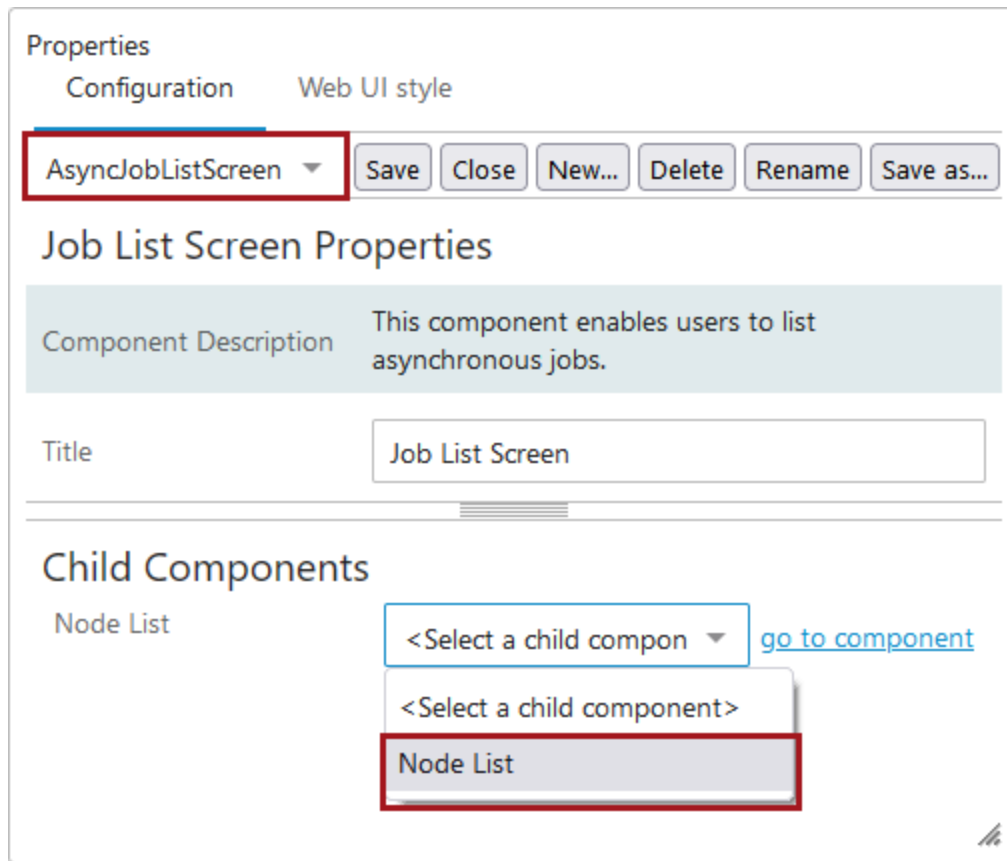 Properties
Configuration Web UI style
AsyncJobListScreen Save Close New... Delete Rename Save as...
Job List Screen Properties
Component Description This component enables users to list
asynchronous jobs.
Title Job List Screen
Child Components
Node List <Select a child compon go to component
<Select a child component>
Node List